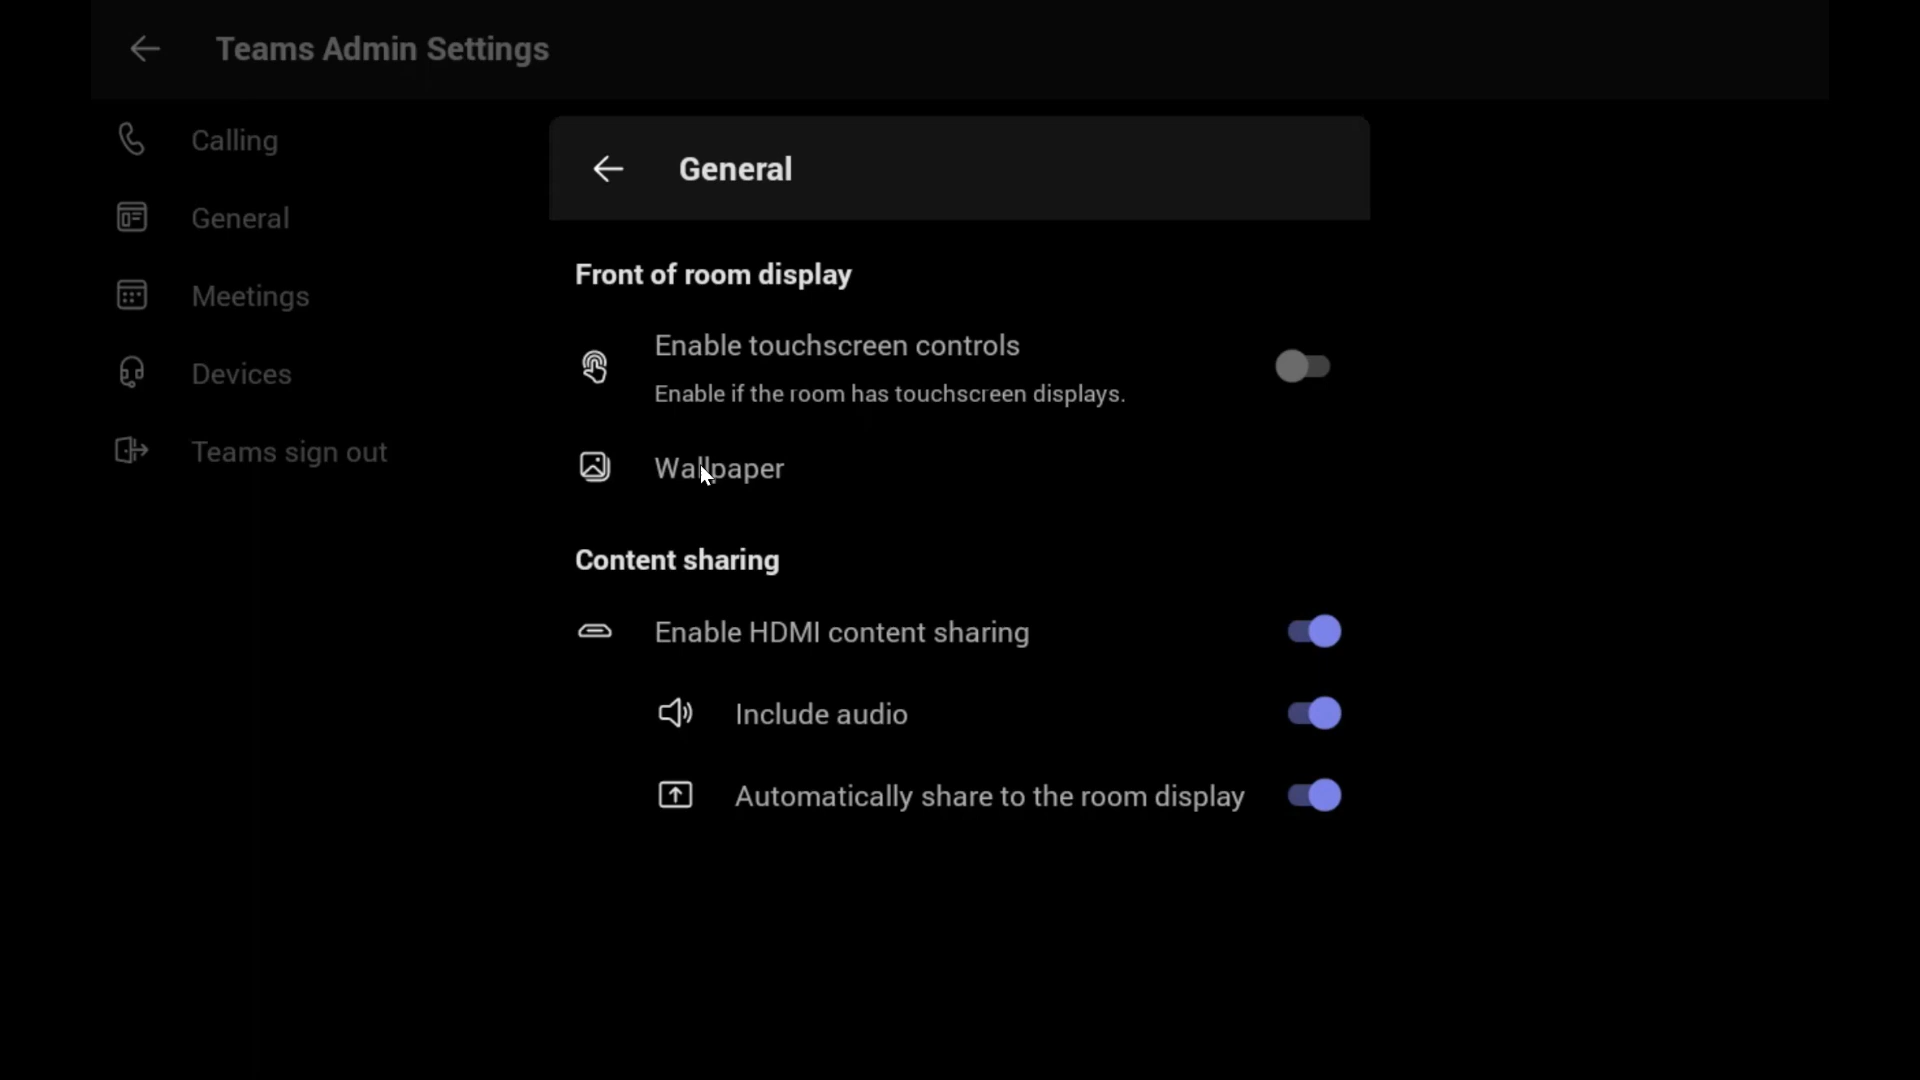 Teams Admin Settings
Calling
General
Meetings
Devices
Teams sign out
General
Front of room display
Enable touchscreen controls
Enable if the room has touchscreen displays.
Wallpaper
Content sharing
Enable HDMI content sharing
Include audio
Automatically share to the room display